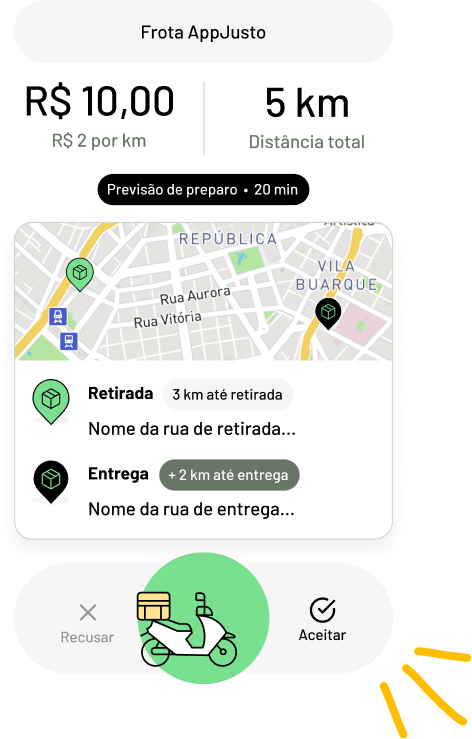 Frota AppJusto
R$ 10,00
R$ 2 por km
5 km
Distância total
Previsão de preparo • 20 min
REPÚBLICA
VILA
BUARQUE
Rua Aurora
Rua Vitória
Retirada
3 km até retirada
Nome da rua de retirada...
Entrega
+ 2 km até entrega
Nome da rua de entrega...
Recusar
Aceitar